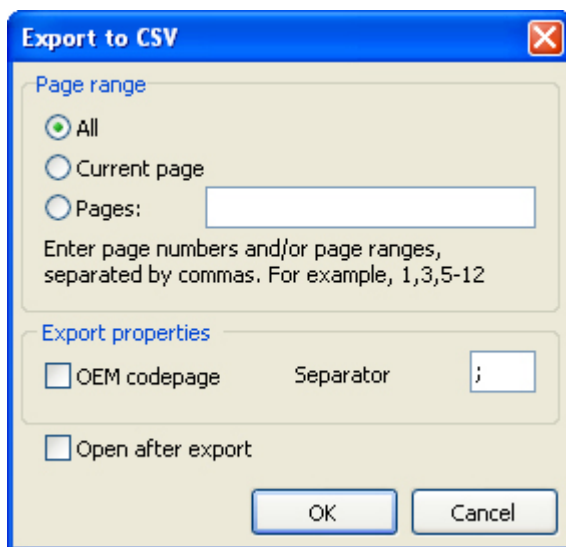 Export to CSV
Page range
All
Current page
Pages:
Enter page numbers and/or page ranges,
separated by commas. For example, 1,3,5-12
Export properties
OEM codepage Separator ;
Open after export
OK Cancel